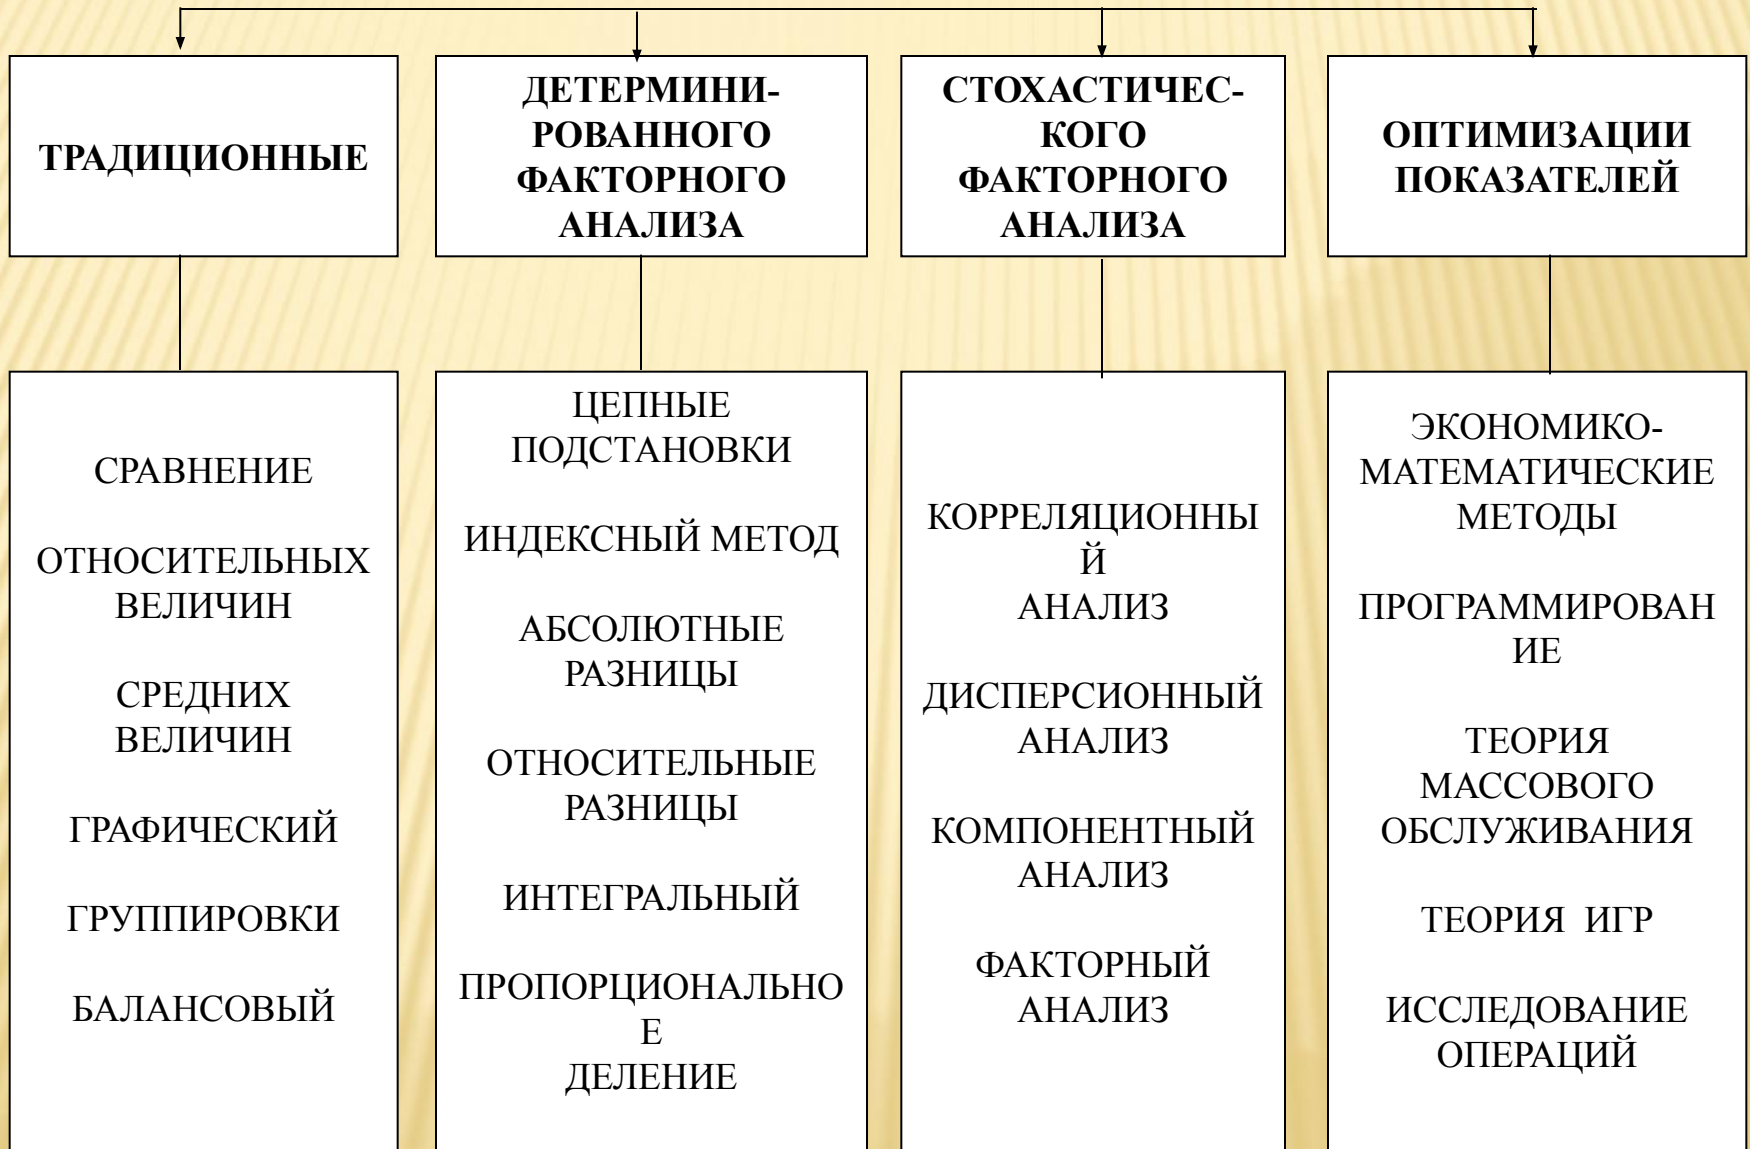 ТРАДИЦИОННЫЕ
ДЕТЕРМИНИ-
РОВАННОГО
ФАКТОРНОГО
АНАЛИЗА
СТОХАСТИЧЕС-
КОГО
ФАКТОРНОГО
АНАЛИЗА
ОПТИМИЗАЦИИ
ПОКАЗАТЕЛЕЙ
СРАВНЕНИЕ
ОТНОСИТЕЛЬНЫХ
ВЕЛИЧИН
СРЕДНИХ
ВЕЛИЧИН
ГРАФИЧЕСКИЙ
ГРУППИРОВКИ
БАЛАНСОВЫЙ
ЦЕПНЫЕ
ПОДСТАНОВКИ
ИНДЕКСНЫЙ МЕТОД
АБСОЛЮТНЫЕ
РАЗНИЦЫ
ОТНОСИТЕЛЬНЫЕ
РАЗНИЦЫ
ИНТЕГРАЛЬНЫЙ
ПРОПОРЦИОНАЛЬНО
Е
ДЕЛЕНИЕ
КОРРЕЛЯЦИОННЫ
Й
АНАЛИЗ
ДИСПЕРСИОННЫЙ
АНАЛИЗ
КОМПОНЕНТНЫЙ
АНАЛИЗ
ФАКТОРНЫЙ
АНАЛИЗ
ЭКОНОМИКО-
МАТЕМАТИЧЕСКИЕ
МЕТОДЫ
ПРОГРАММИРОВАН
ИЕ
ТЕОРИЯ
МАССОВОГО
ОБСЛУЖИВАНИЯ
ТЕОРИЯ ИГР
ИССЛЕДОВАНИЕ
ОПЕРАЦИЙ